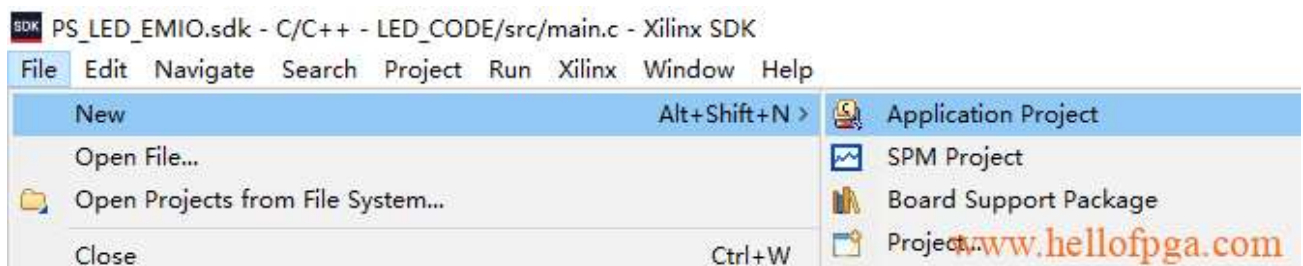 SDK PS_LED_EMIO.sdk - C/C++ - LED_CODE/src/main.c - Xilinx SDK
File Edit Navigate Search Project Run Xilinx Window Help
New Alt+Shift+N > Application Project
Open File... SPM Project
Open Projects from File System... Board Support Package
Close Ctrl+W Project... www.hellofpga.com